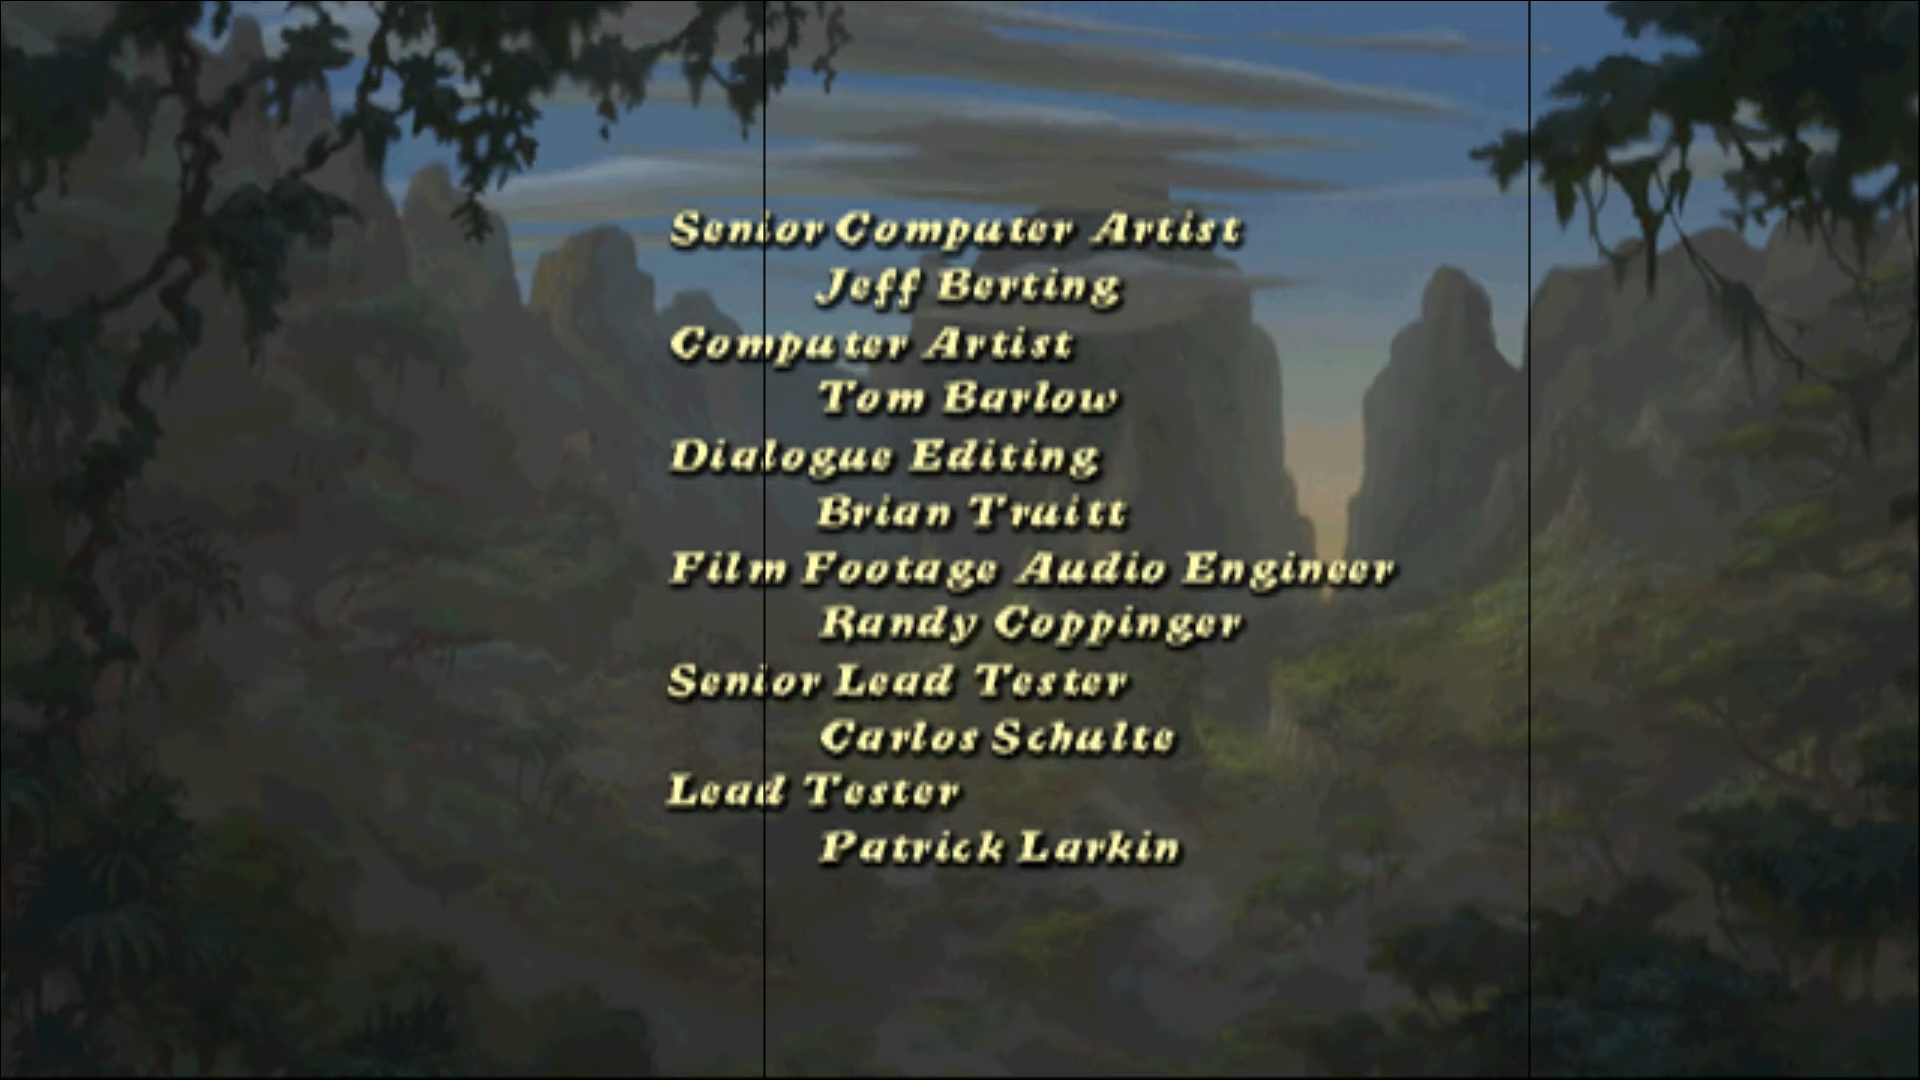 Senior Computer Artist
Jeff Berting
Computer Artist
Tom Barlow
Dialogue Editing
Brian Truitt
Film Footage Audio Engineer
Randy Coppinger
Senior Lead Tester
Carlos Schulte
Lead Tester
Patrick Larkin